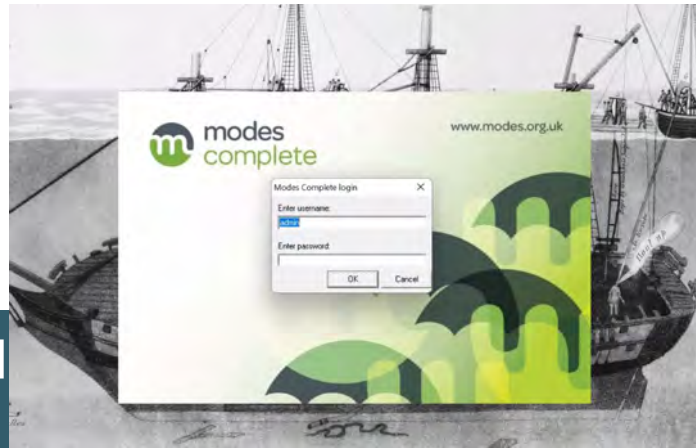 modes
complete
www.modes.org.uk
Modes Complete login
Enter username:
admin
Enter password:
OK
Cancel